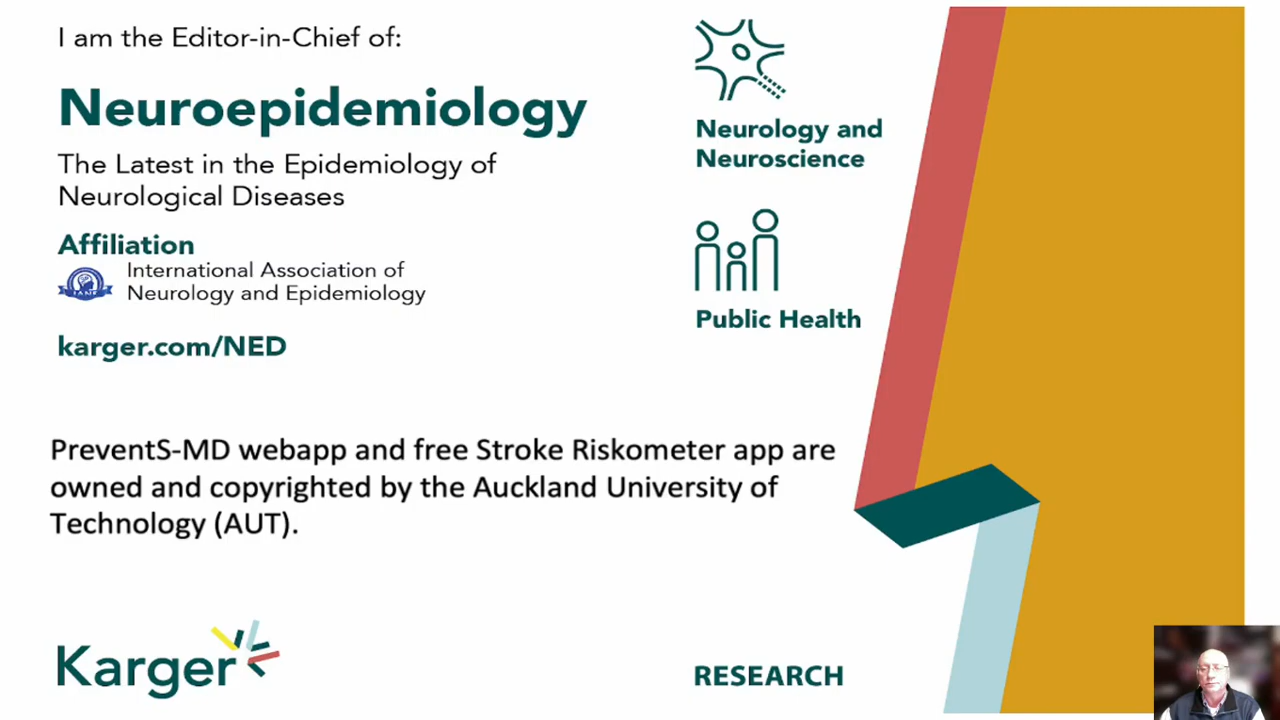 I am the Editor-in-Chief of:
Neuroepidemiology
The Latest in the Epidemiology of
Neurological Diseases
Affiliation
International Association of
Neurology and Epidemiology
karger.com/NED
Neurology and
Neuroscience
Public Health
PreventS-MD webapp and free Stroke Riskometer app are
owned and copyrighted by the Auckland University of
Technology (AUT).
Karger
RESEARCH